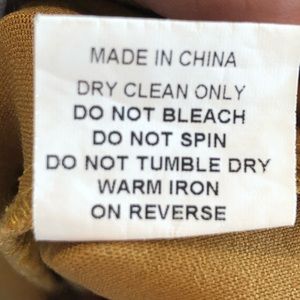 MADE IN CHINA
DRY CLEAN ONLY
DO NOT BLEACH
DO NOT SPIN
DO NOT TUMBLE DRY
WARM IRON
ON REVERSE